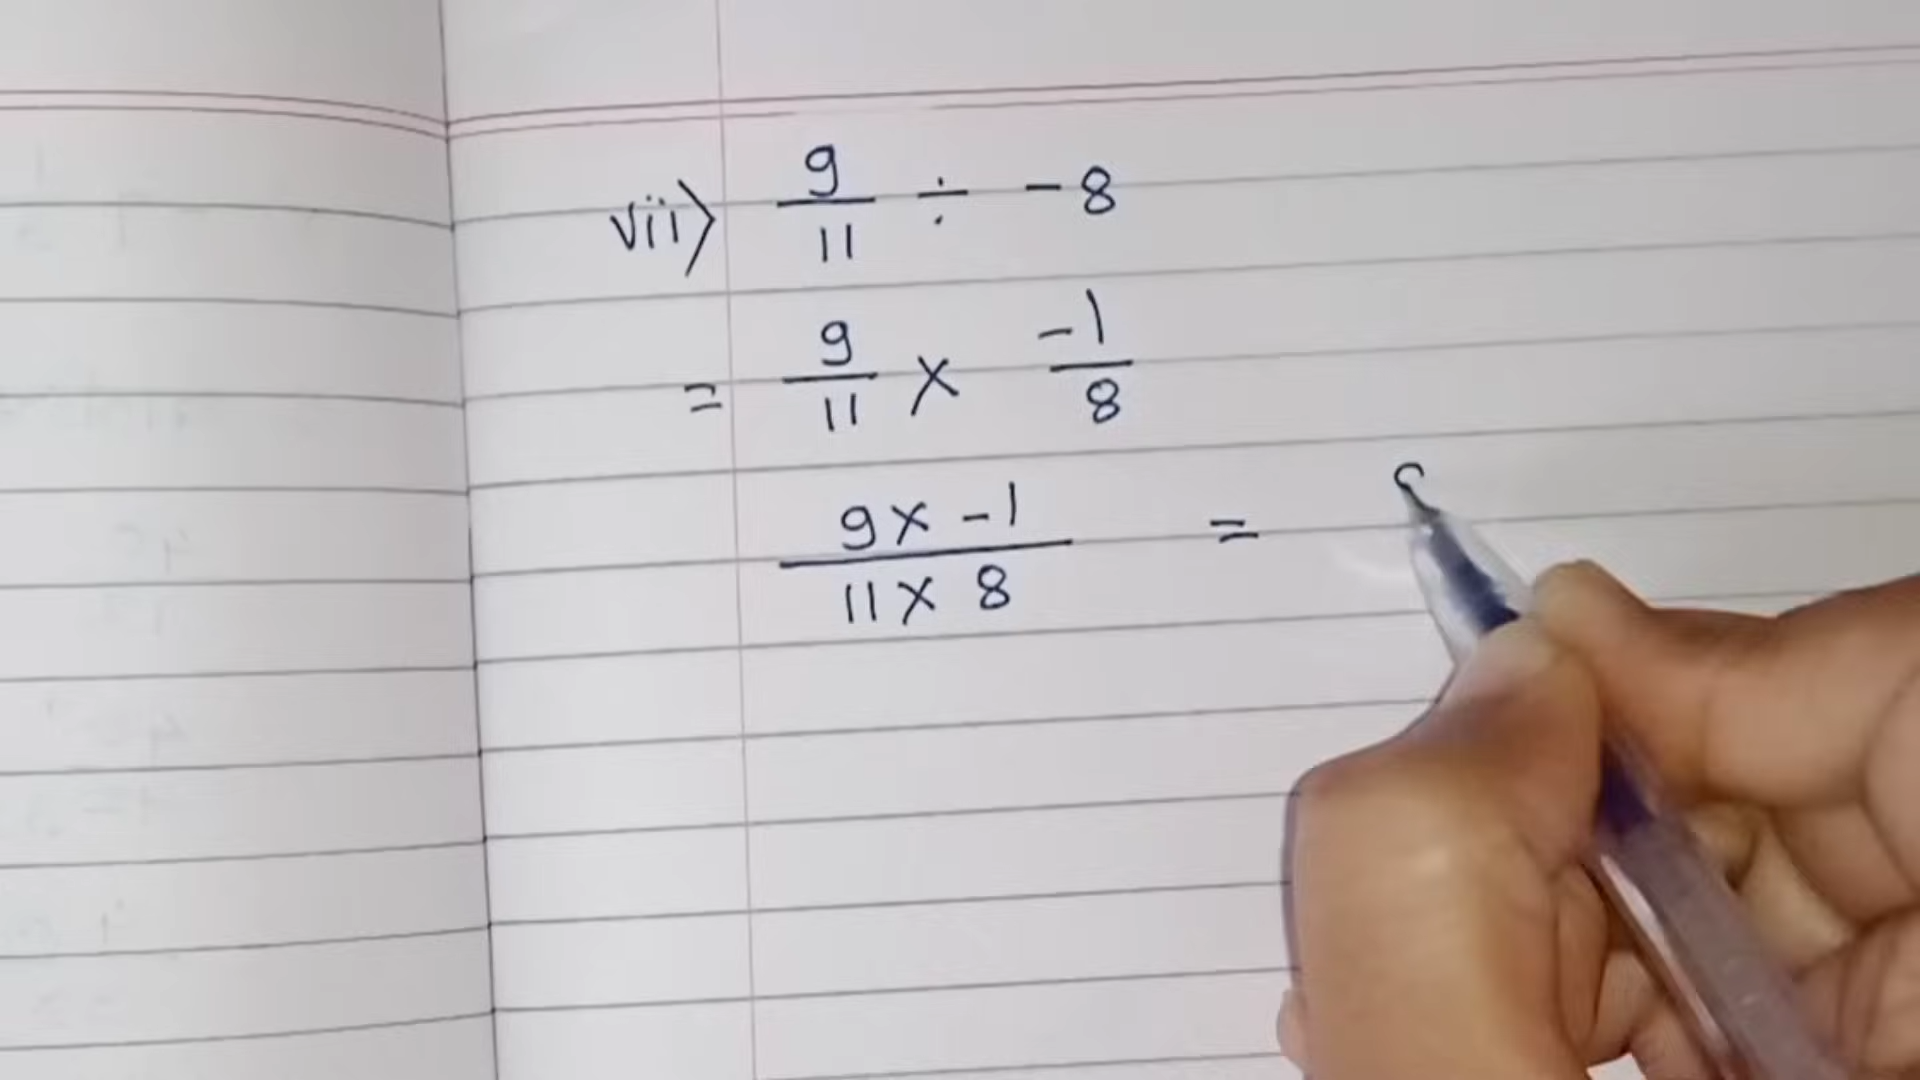 vii) 9/11 ÷ -8
= 9/11 × -1/8
9 × -1 / 11 × 8 =